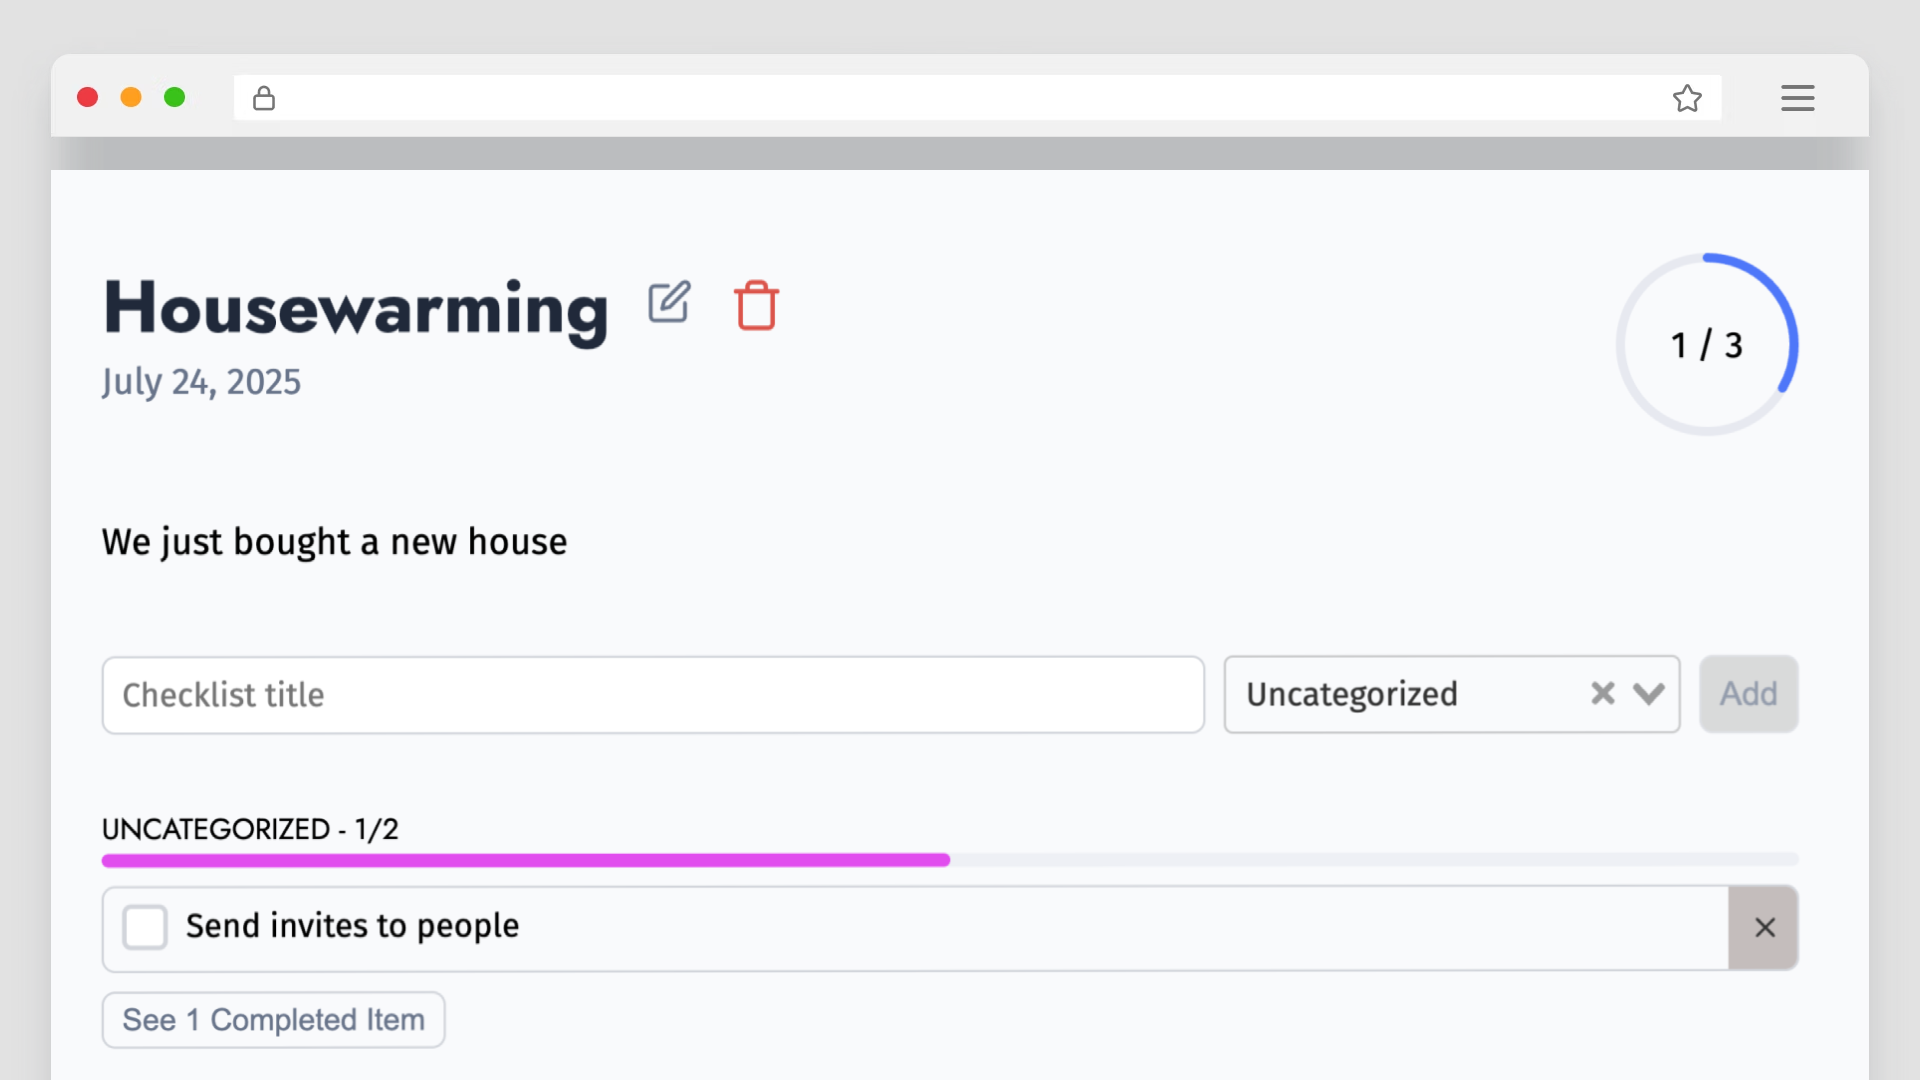 Housewarming
July 24, 2025
1 / 3
We just bought a new house
Checklist title
Uncategorized
Add
UNCATEGORIZED - 1/2
Send invites to people
See 1 Completed Item